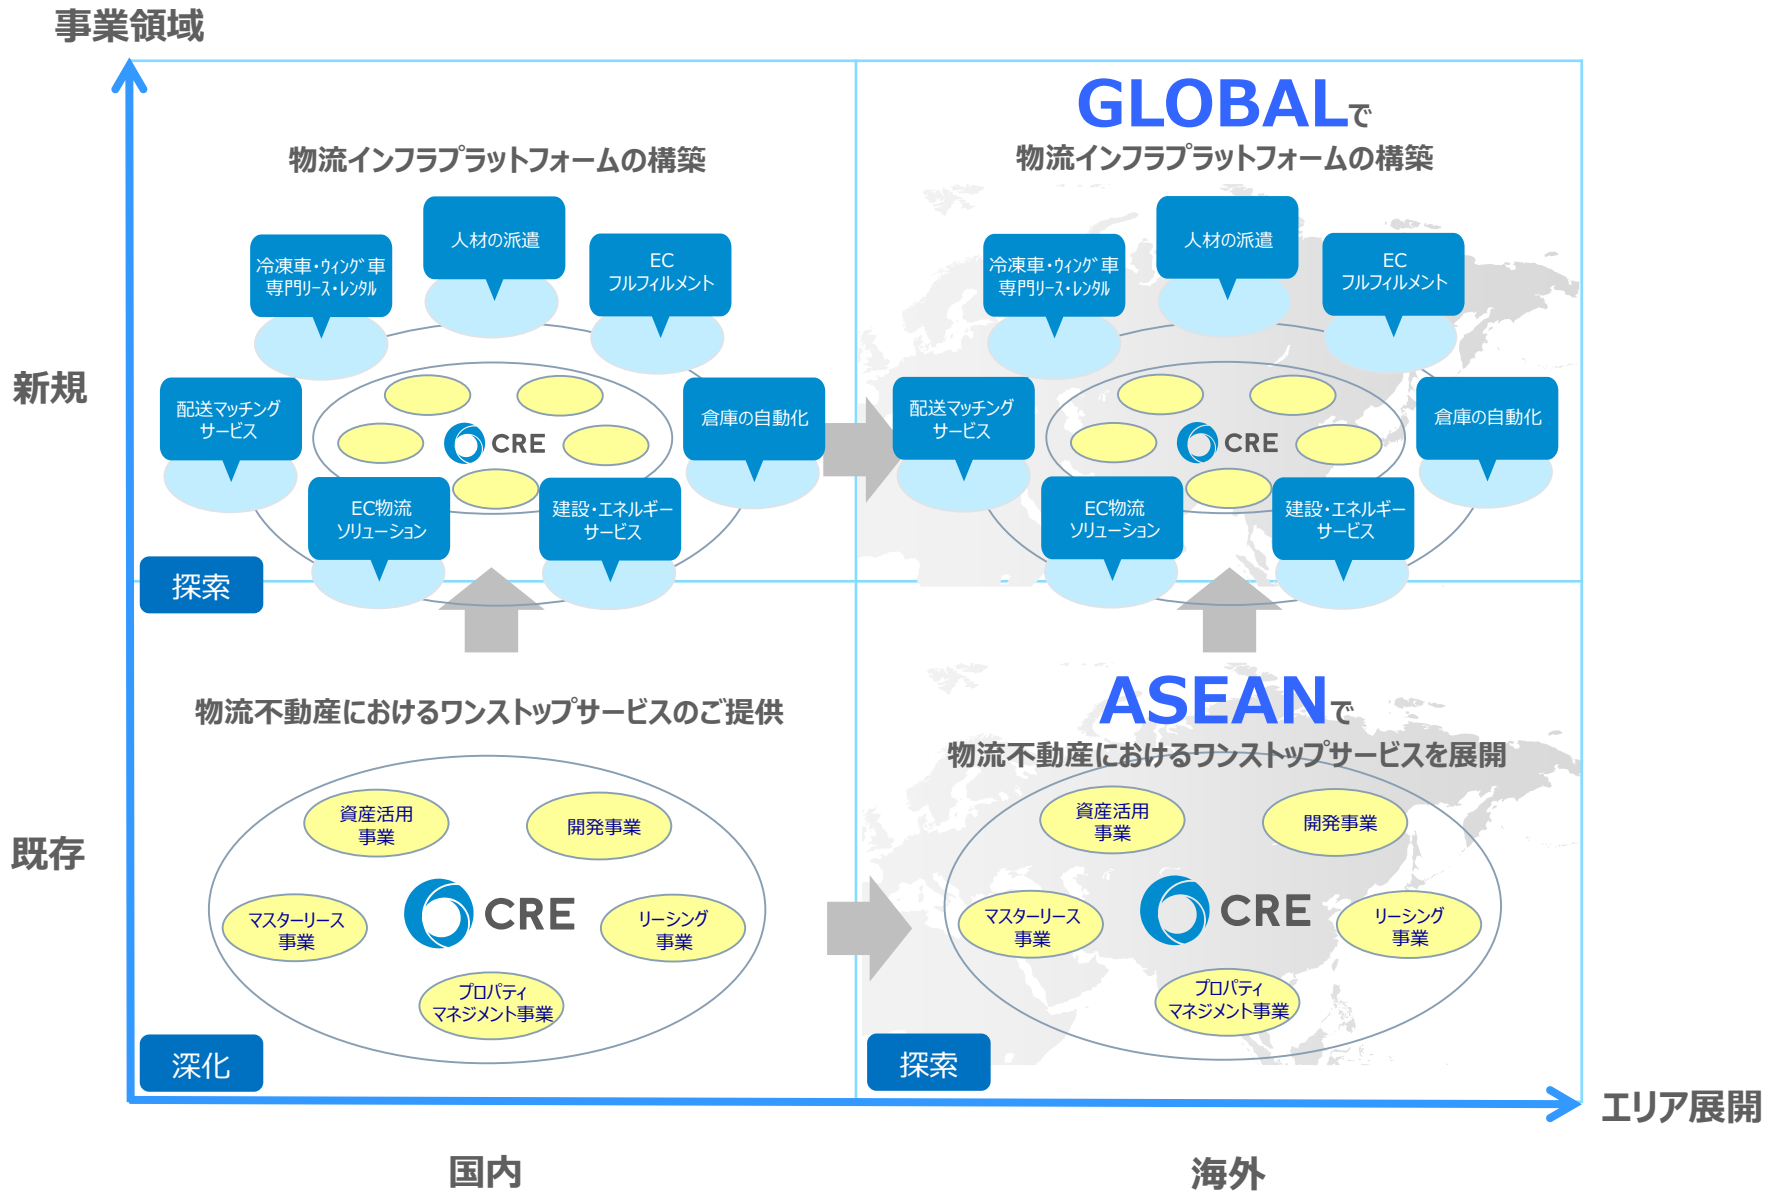 事業領域
GLOBALで
物流インフラプラットフォームの構築
物流インフラプラットフォームの構築
人材の派遣
冷凍車・ウィング車
専門リース・レンタル
EC
フルフィルメント
配送マッチング
サービス
倉庫の自動化
CRE
EC物流
ソリューション
建設・エネルギー
サービス
人材の派遣
冷凍車・ウィング車
専門リース・レンタル
EC
フルフィルメント
配送マッチング
サービス
倉庫の自動化
CRE
EC物流
ソリューション
建設・エネルギー
サービス
新規
探索
物流不動産におけるワンストップサービスのご提供
資産活用
事業
開発事業
マスターリース
事業
CRE
リーシング
事業
プロパティ
マネジメント事業
ASEANで
物流不動産におけるワンストップサービスを展開
資産活用
事業
開発事業
マスターリース
事業
CRE
リーシング
事業
プロパティ
マネジメント事業
既存
深化
探索
エリア展開
国内
海外